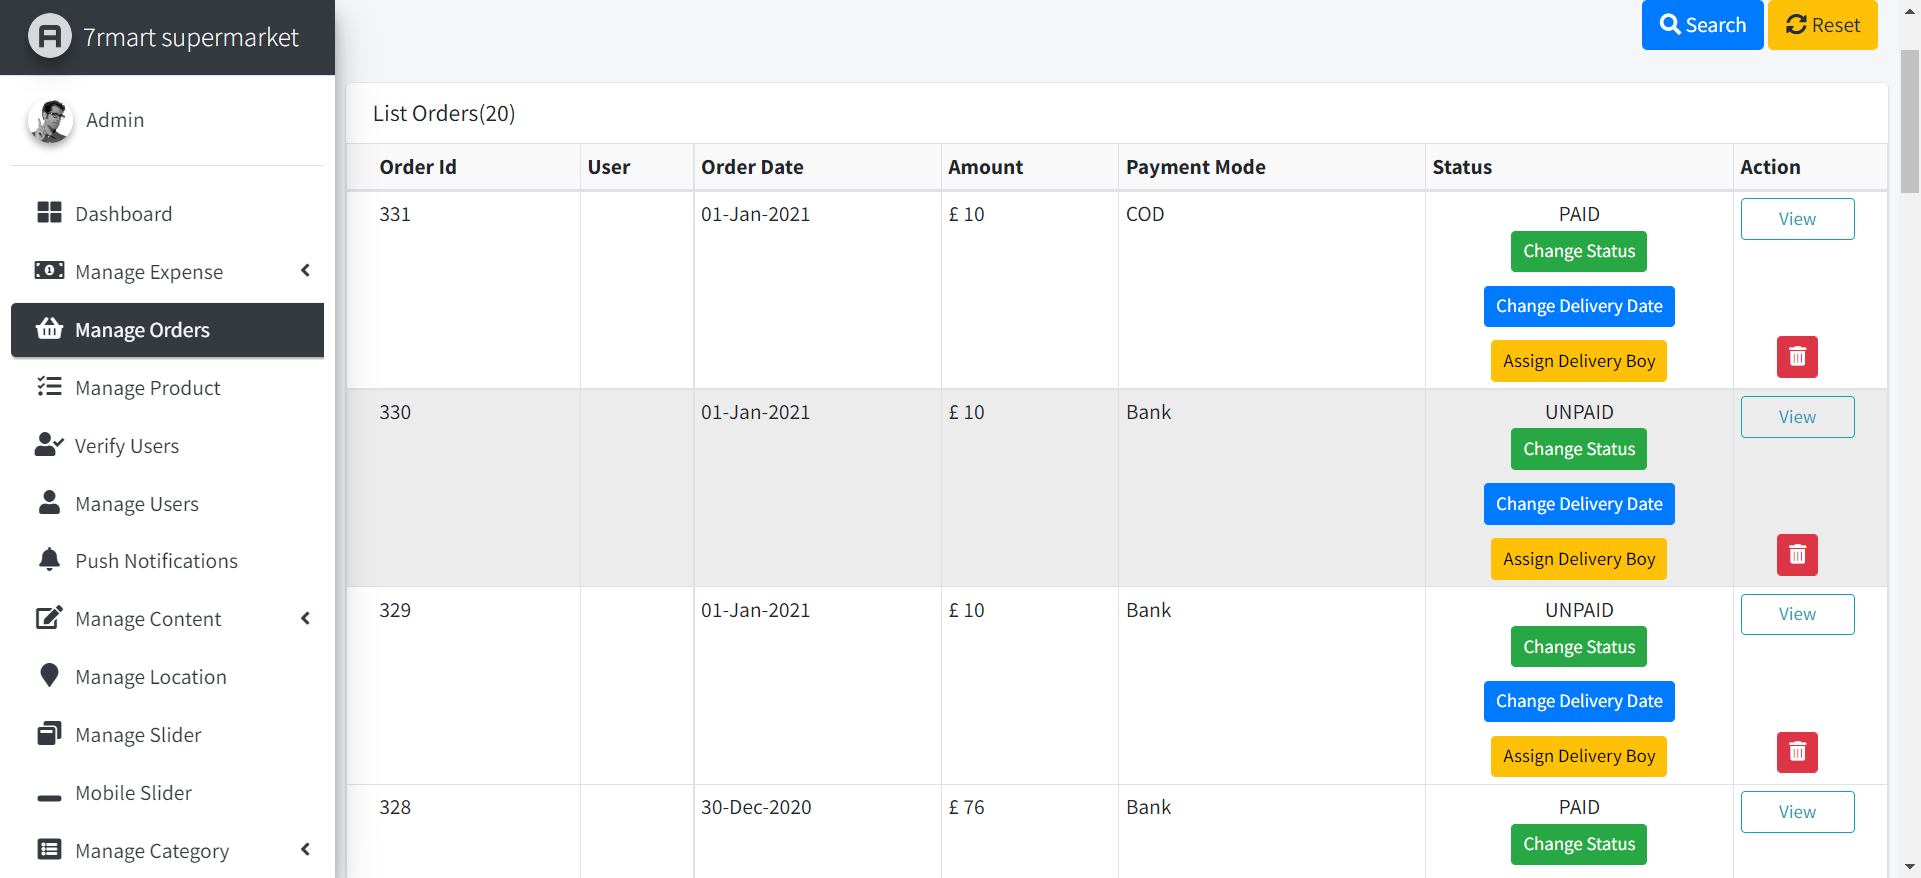 7rmart supermarket
Search
Reset
Admin
List Orders(20)
Order Id User Order Date Amount Payment Mode Status Action
331 01-Jan-2021 £ 10 COD PAID View
Change Status
Change Delivery Date
Assign Delivery Boy
330 01-Jan-2021 £ 10 Bank UNPAID View
Change Status
Change Delivery Date
Assign Delivery Boy
329 01-Jan-2021 £ 10 Bank UNPAID View
Change Status
Change Delivery Date
Assign Delivery Boy
328 30-Dec-2020 £ 76 Bank PAID View
Change Status
Dashboard
Manage Expense
Manage Orders
Manage Product
Verify Users
Manage Users
Push Notifications
Manage Content
Manage Location
Manage Slider
Mobile Slider
Manage Category